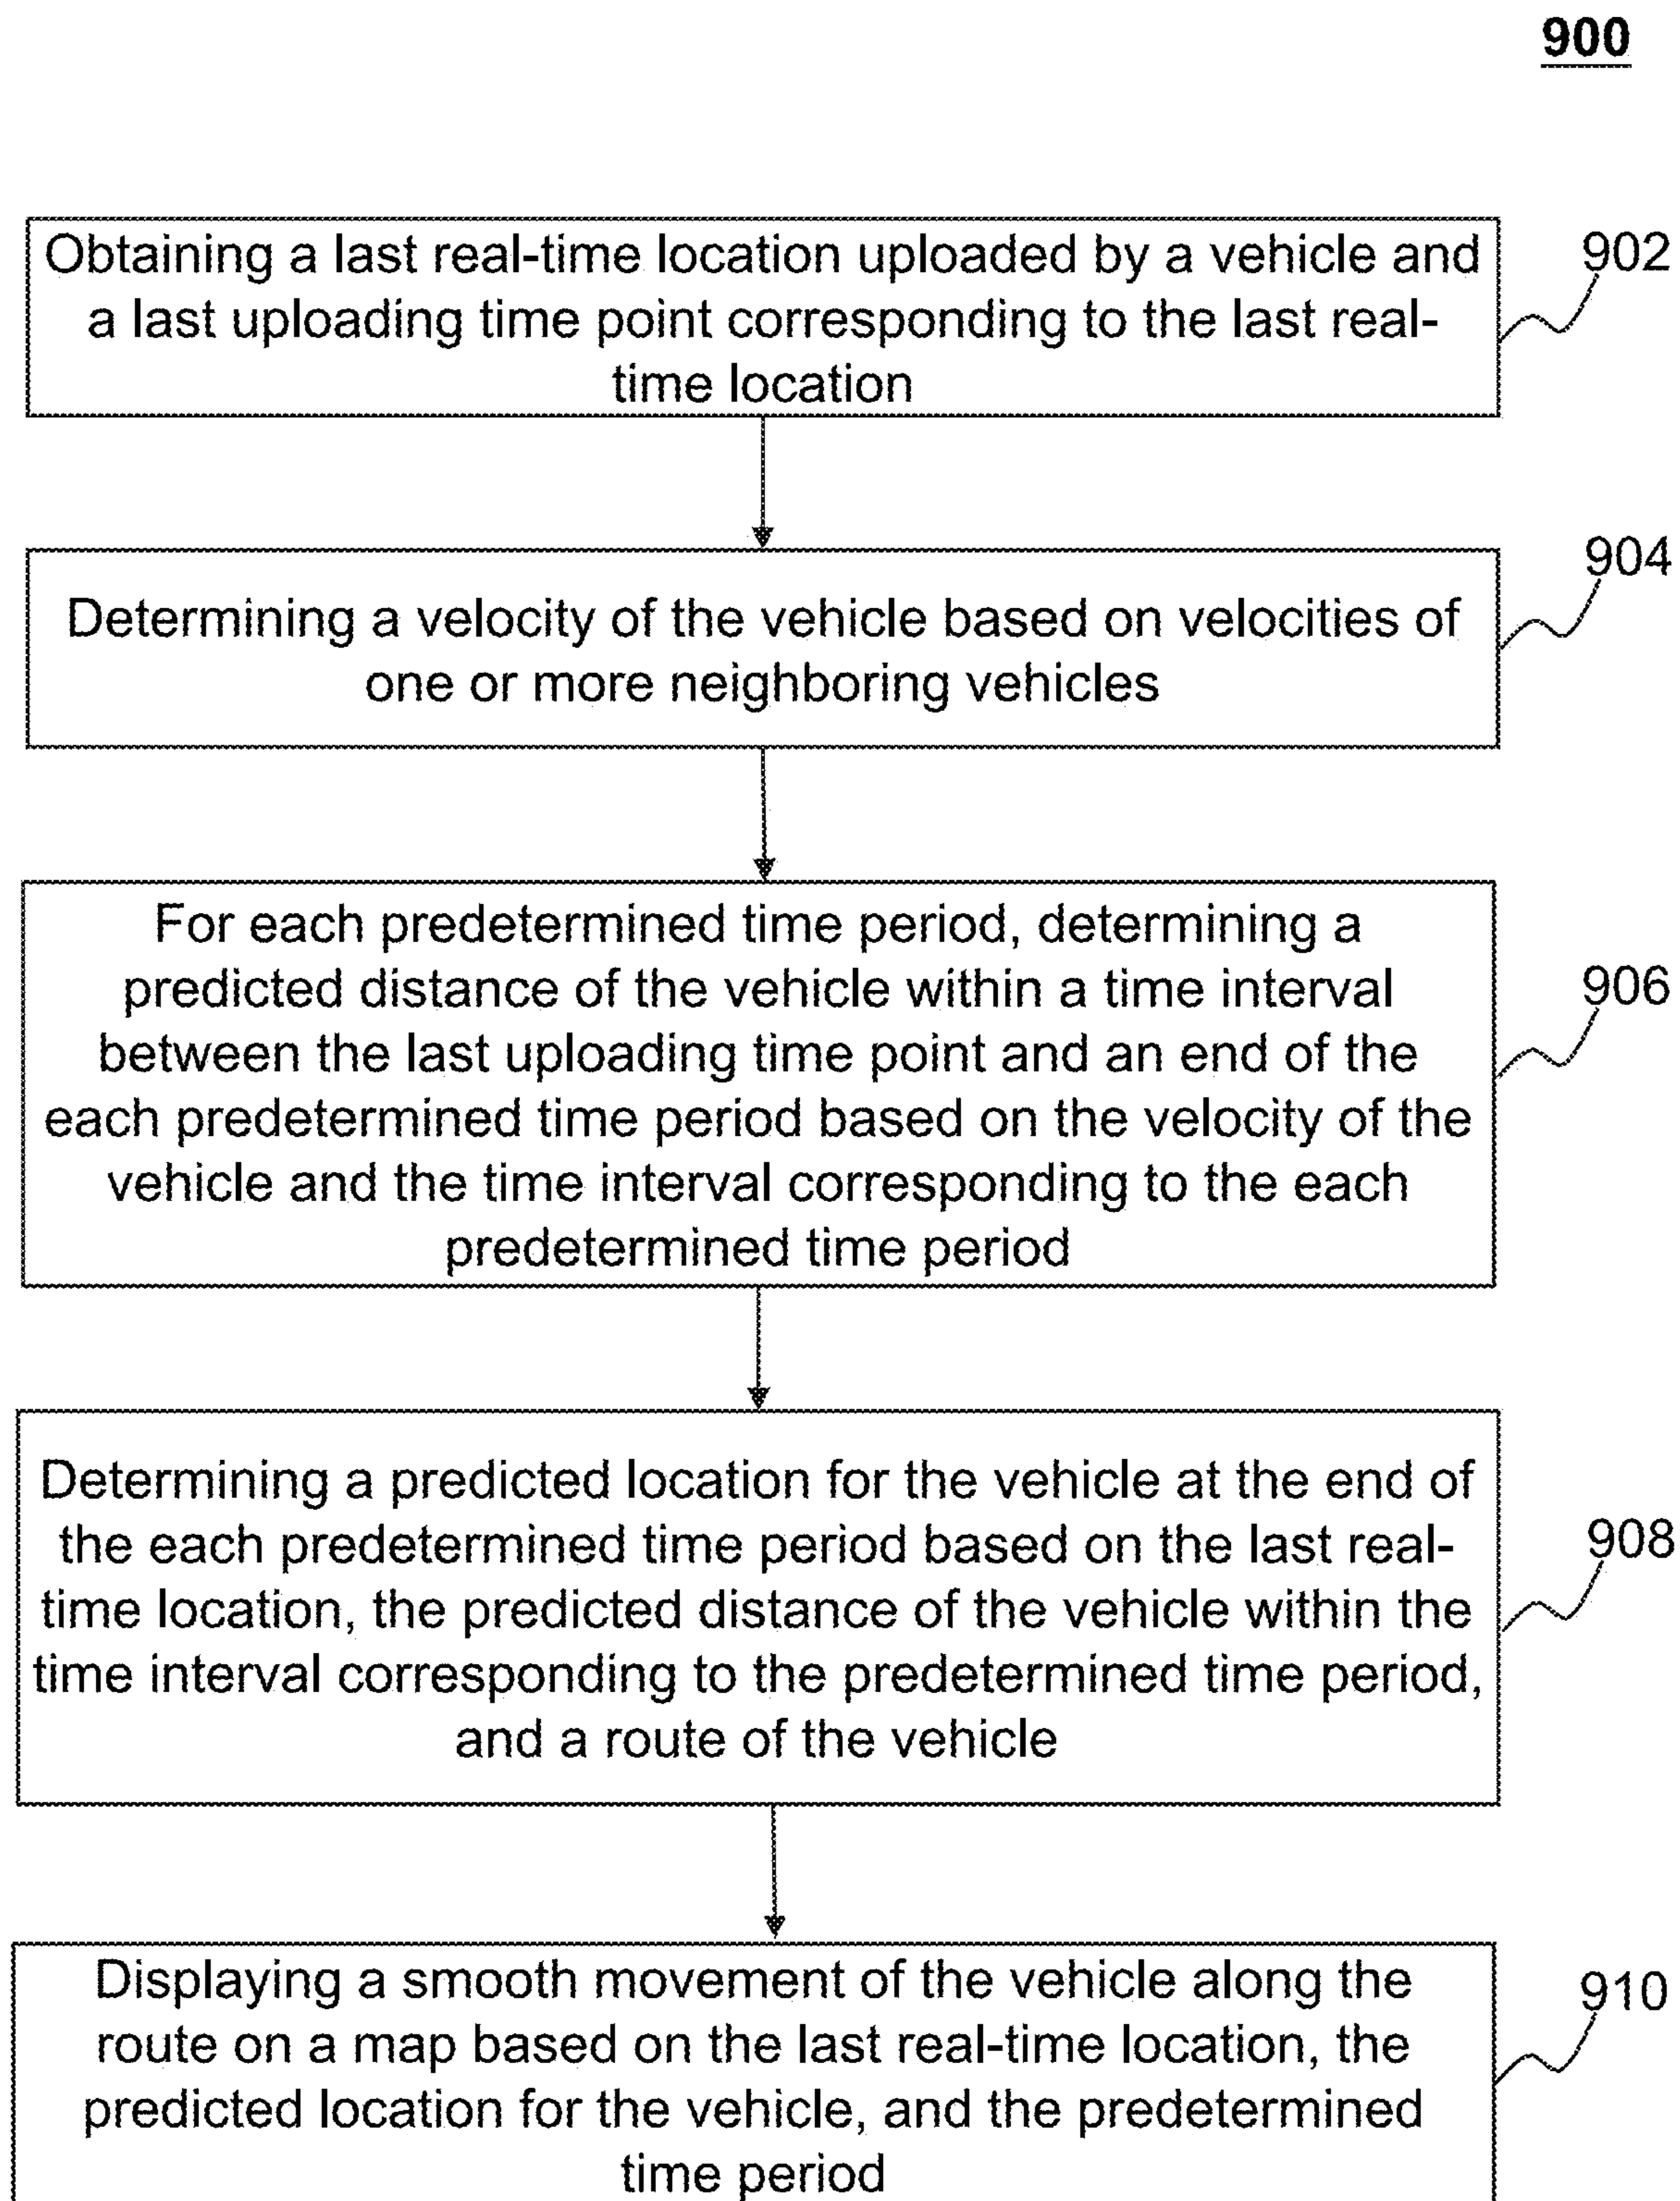 900
Obtaining a last real-time location uploaded by a vehicle and
a last uploading time point corresponding to the last real-
time location
902
Determining a velocity of the vehicle based on velocities of
one or more neighboring vehicles
904
For each predetermined time period, determining a
predicted distance of the vehicle within a time interval
between the last uploading time point and an end of the
each predetermined time period based on the velocity of the
vehicle and the time interval corresponding to the each
predetermined time period
906
Determining a predicted location for the vehicle at the end of
the each predetermined time period based on the last real-
time location, the predicted distance of the vehicle within the
time interval corresponding to the predetermined time period,
and a route of the vehicle
908
Displaying a smooth movement of the vehicle along the
route on a map based on the last real-time location, the
predicted location for the vehicle, and the predetermined
time period
910